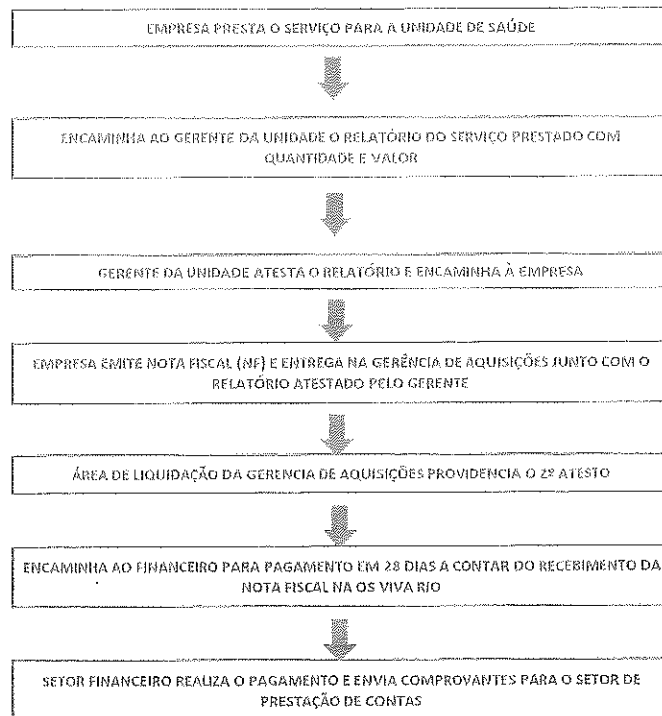 EMPRESA PRESTA O SERVIÇO PARA A UNIDADE DE SAÚDE
ENCAMINHA AO GERENTE DA UNIDADE O RELATÓRIO DO SERVIÇO PRESTADO COM
QUANTIDADE E VALOR
GERENTE DA UNIDADE ATESTA O RELATÓRIO E ENCAMINHA À EMPRESA
EMPRESA EMITE NOTA FISCAL (NF) E ENTREGA NA GERÊNCIA DE AQUISIÇÕES JUNTO COM O
RELATÓRIO ATESTADO PELO GERENTE
ÁREA DE LIQUIDAÇÃO DA GERENCIA DE AQUISIÇÕES PROVIDENCIA O 2º ATESTO
ENCAMINHA AO FINANCEIRO PARA PAGAMENTO EM 28 DIAS A CONTAR DO RECEBIMENTO DA
NOTA FISCAL NA OS VIVA RIO
SETOR FINANCEIRO REALIZA O PAGAMENTO E ENVIA COMPROVANTES PARA O SETOR DE
PRESTAÇÃO DE CONTAS